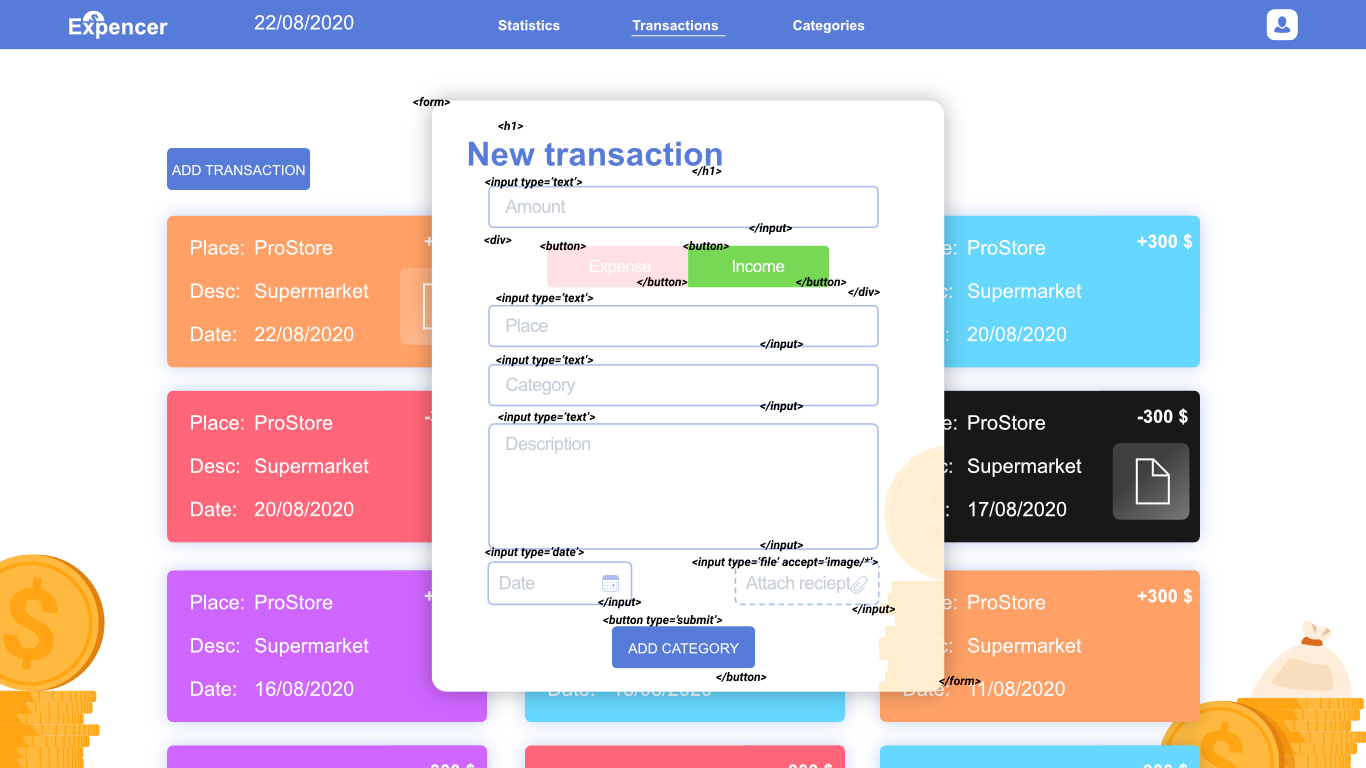 Expencer
22/08/2020
Statistics
Transactions
Categories
ADD TRANSACTION
<form>
<h1>
New transaction
</h1>
<input type='text'>
Amount
</input>
<div>
<button>
<button>
Expense
Income
</button>
</button>
</div>
<input type='text'>
Place
</input>
<input type='text'>
Category
</input>
<input type='text'>
Description
</input>
<input type='date'>
<input type='file' accept='image/*'>
Date
Attach reciept
</input>
</input>
<button type='submit'>
ADD CATEGORY
</button>
</form>
Place: ProStore
Desc: Supermarket
Date: 22/08/2020
ProStore
+300 $
Supermarket
20/08/2020
Place: ProStore
Desc: Supermarket
Date: 20/08/2020
ProStore
-300 $
Supermarket
17/08/2020
Place: ProStore
Desc: Supermarket
Date: 16/08/2020
ProStore
+300 $
Supermarket
11/08/2020